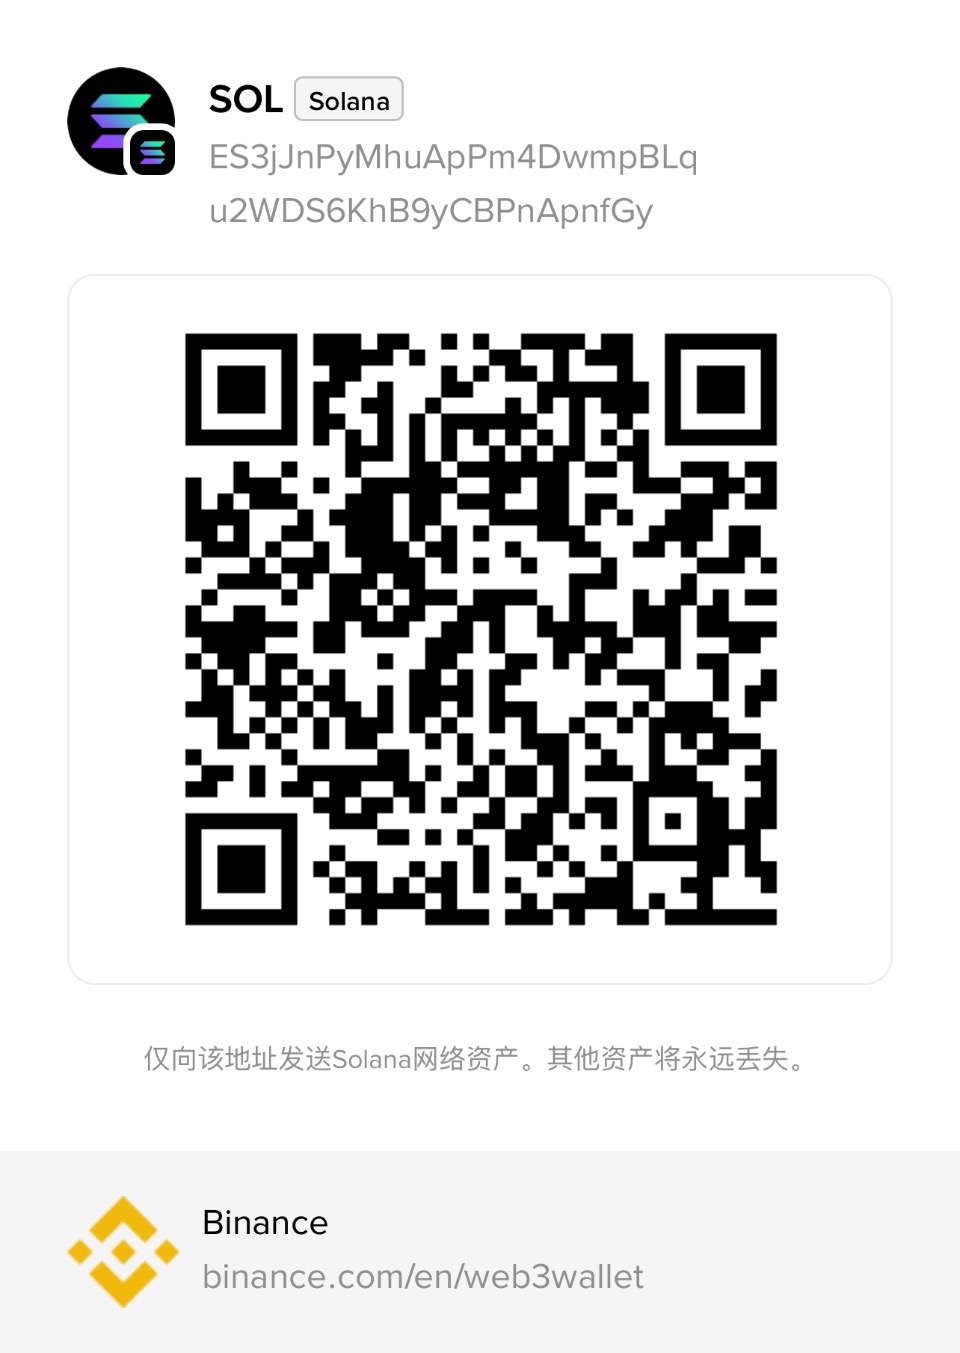 SOL Solana
ES3jJnPyMhuApPm4DwmpBLq
u2WDS6KhB9yCBPnApnfGy
仅向该地址发送Solana网络资产。其他资产将永远丢失。
Binance
binance.com/en/web3wallet